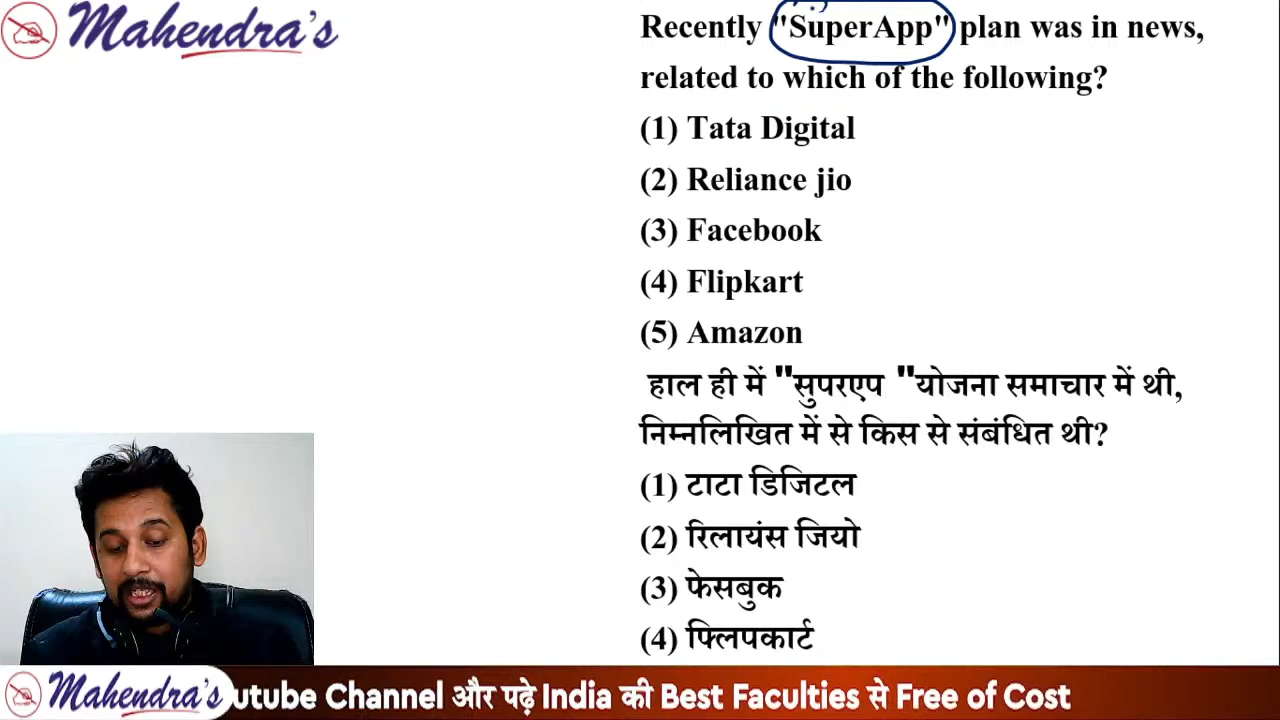 Mahendra's
Recently "SuperApp" plan was in news,
related to which of the following?
(1) Tata Digital
(2) Reliance jio
(3) Facebook
(4) Flipkart
(5) Amazon
हाल ही में "सुपरएप "योजना समाचार में थी,
निम्नलिखित में से किस से संबंधित थी?
(1) टाटा डिजिटल
(2) रिलायंस जियो
(3) फेसबुक
(4) फ्लिपकार्ट
Mahendra's utube Channel और पढ़े India की Best Faculties से Free of Cost